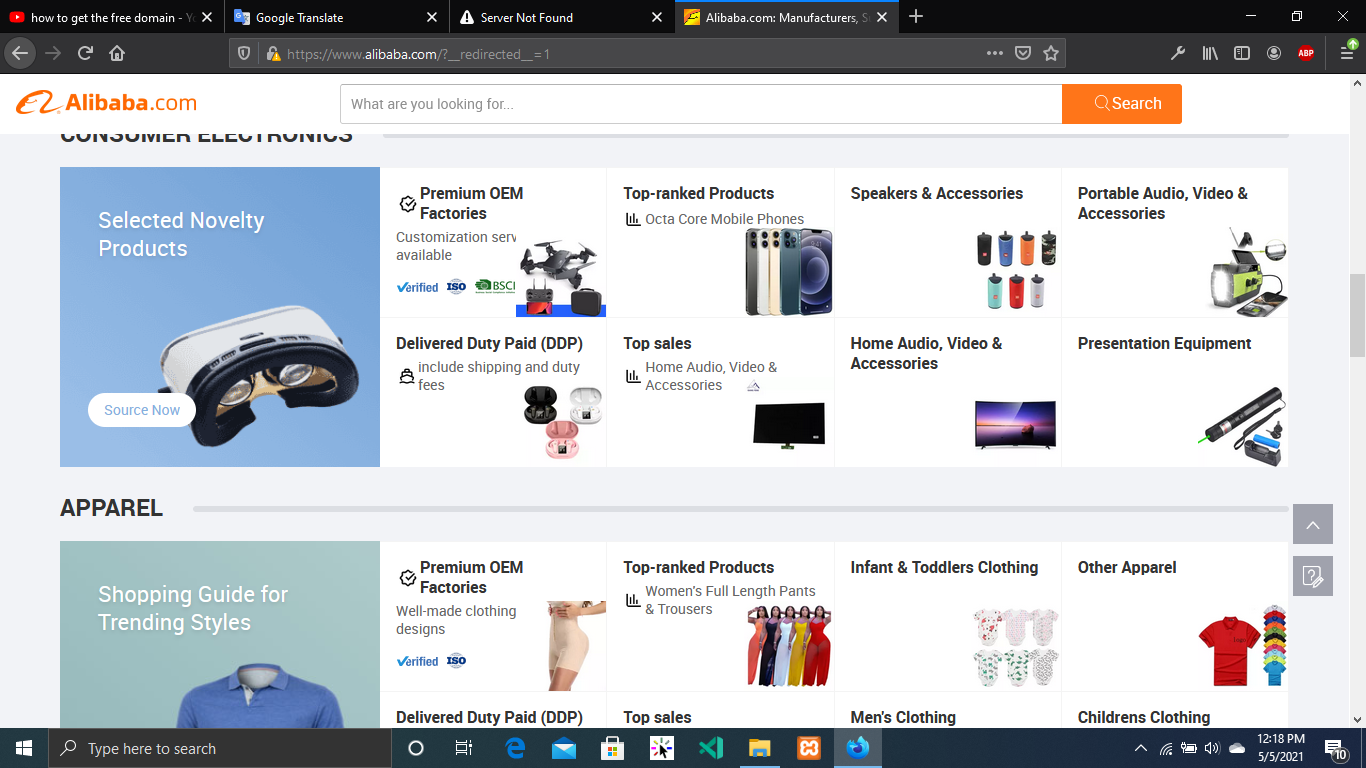 how to get the free domain - Yo
Google Translate
Server Not Found
Alibaba.com: Manufacturers, Su
https://www.alibaba.com/?__redirected__=1
ABP
Alibaba.com
What are you looking for...
Search
CONSUMER ELECTRONICS
Selected Novelty
Products
Source Now
Premium OEM
Factories
Customization serv
available
Verified ISO BSCI
Top-ranked Products
Octa Core Mobile Phones
Speakers & Accessories
Portable Audio, Video &
Accessories
Delivered Duty Paid (DDP)
include shipping and duty
fees
Top sales
Home Audio, Video &
Accessories
Home Audio, Video &
Accessories
Presentation Equipment
APPAREL
Shopping Guide for
Trending Styles
Premium OEM
Factories
Well-made clothing
designs
Verified ISO
Top-ranked Products
Women's Full Length Pants
& Trousers
Infant & Toddlers Clothing
Other Apparel
Delivered Duty Paid (DDP)
Top sales
Men's Clothing
Childrens Clothing
Type here to search
12:18 PM
5/5/2021
10